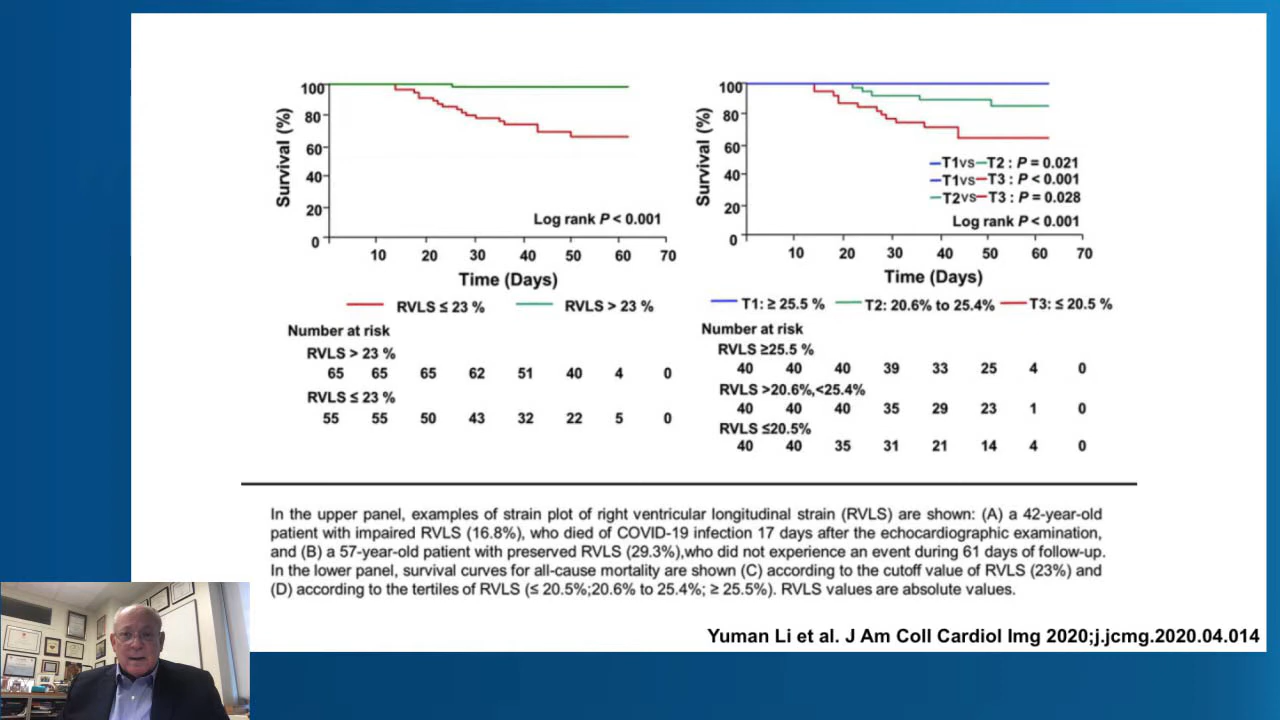 100
80
60
40
20
0
Survival (%)
Log rank P < 0.001
10 20 30 40 50 60 70
Time (Days)
RVLS ≤ 23 % RVLS > 23 %
Number at risk
RVLS > 23 %
65 65 65 62 51 40 4 0
RVLS ≤ 23 %
55 55 50 43 32 22 5 0
100
80
60
40
20
0
Survival (%)
T1vs T2 : P = 0.021
T1vs T3 : P < 0.001
T2vs T3 : P = 0.028
Log rank P < 0.001
10 20 30 40 50 60 70
Time (Days)
T1: ≥ 25.5 % T2: 20.6% to 25.4% T3: ≤ 20.5 %
Number at risk
RVLS ≥25.5 %
40 40 40 39 33 25 4 0
RVLS >20.6%,<25.4%
40 40 40 35 29 23 1 0
RVLS ≤20.5%
40 40 35 31 21 14 4 0
In the upper panel, examples of strain plot of right ventricular longitudinal strain (RVLS) are shown: (A) a 42-year-old
patient with impaired RVLS (16.8%), who died of COVID-19 infection 17 days after the echocardiographic examination,
and (B) a 57-year-old patient with preserved RVLS (29.3%),who did not experience an event during 61 days of follow-up.
In the lower panel, survival curves for all-cause mortality are shown (C) according to the cutoff value of RVLS (23%) and
(D) according to the tertiles of RVLS (≤ 20.5%;20.6% to 25.4%; ≥ 25.5%). RVLS values are absolute values.
Yuman Li et al. J Am Coll Cardiol Img 2020;j.jcmg.2020.04.014